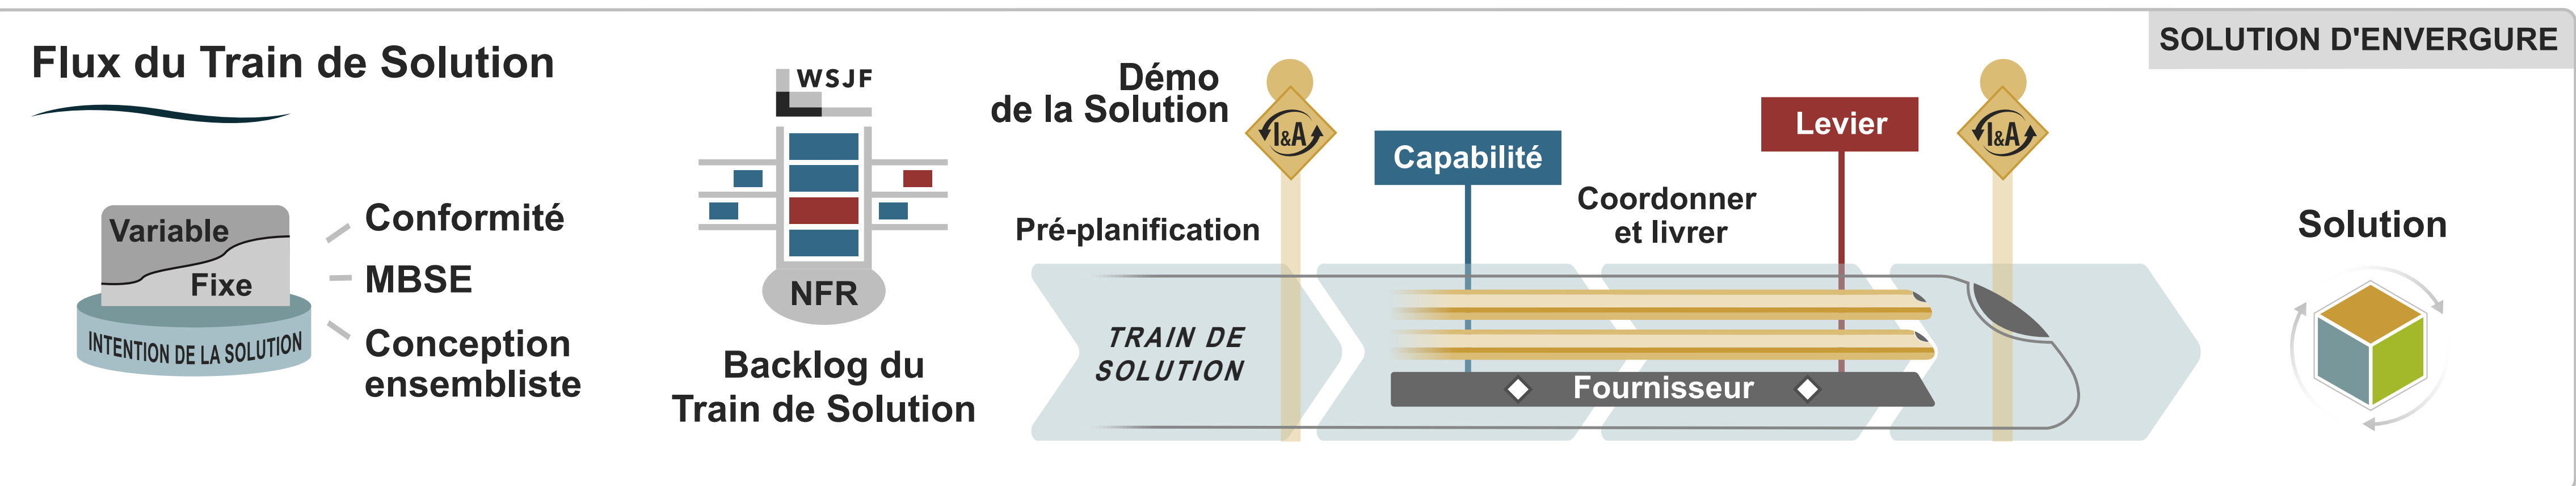 SOLUTION D'ENVERGURE
Flux du Train de Solution
Variable
Fixe
INTENTION DE LA SOLUTION
Conformité
MBSE
Conception
ensembliste
WSJF
NFR
Backlog du
Train de Solution
Démo
de la Solution
I&A
Pré-planification
Capabilité
Coordonner
et livrer
Levier
I&A
TRAIN DE
SOLUTION
Fournisseur
Solution